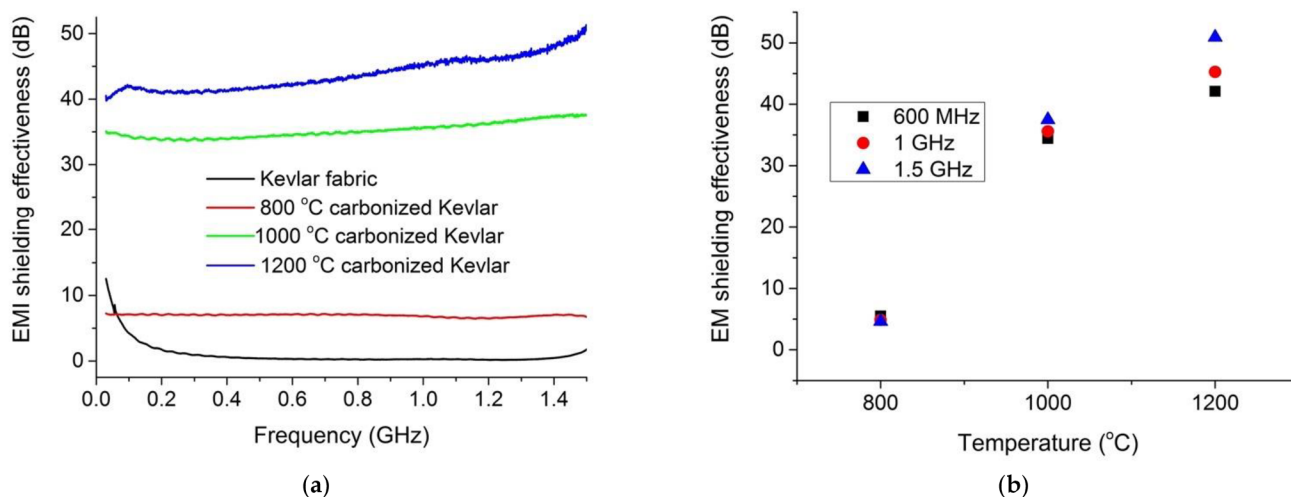 EMI shielding effectiveness (dB)
50
40
30
20
10
0
Kevlar fabric
800 °C carbonized Kevlar
1000 °C carbonized Kevlar
1200 °C carbonized Kevlar
0.0 0.2 0.4 0.6 0.8 1.0 1.2 1.4
Frequency (GHz)
(a)
EM shielding effectiveness (dB)
50
40
30
20
10
0
600 MHz
1 GHz
1.5 GHz
800 1000 1200
Temperature (°C)
(b)